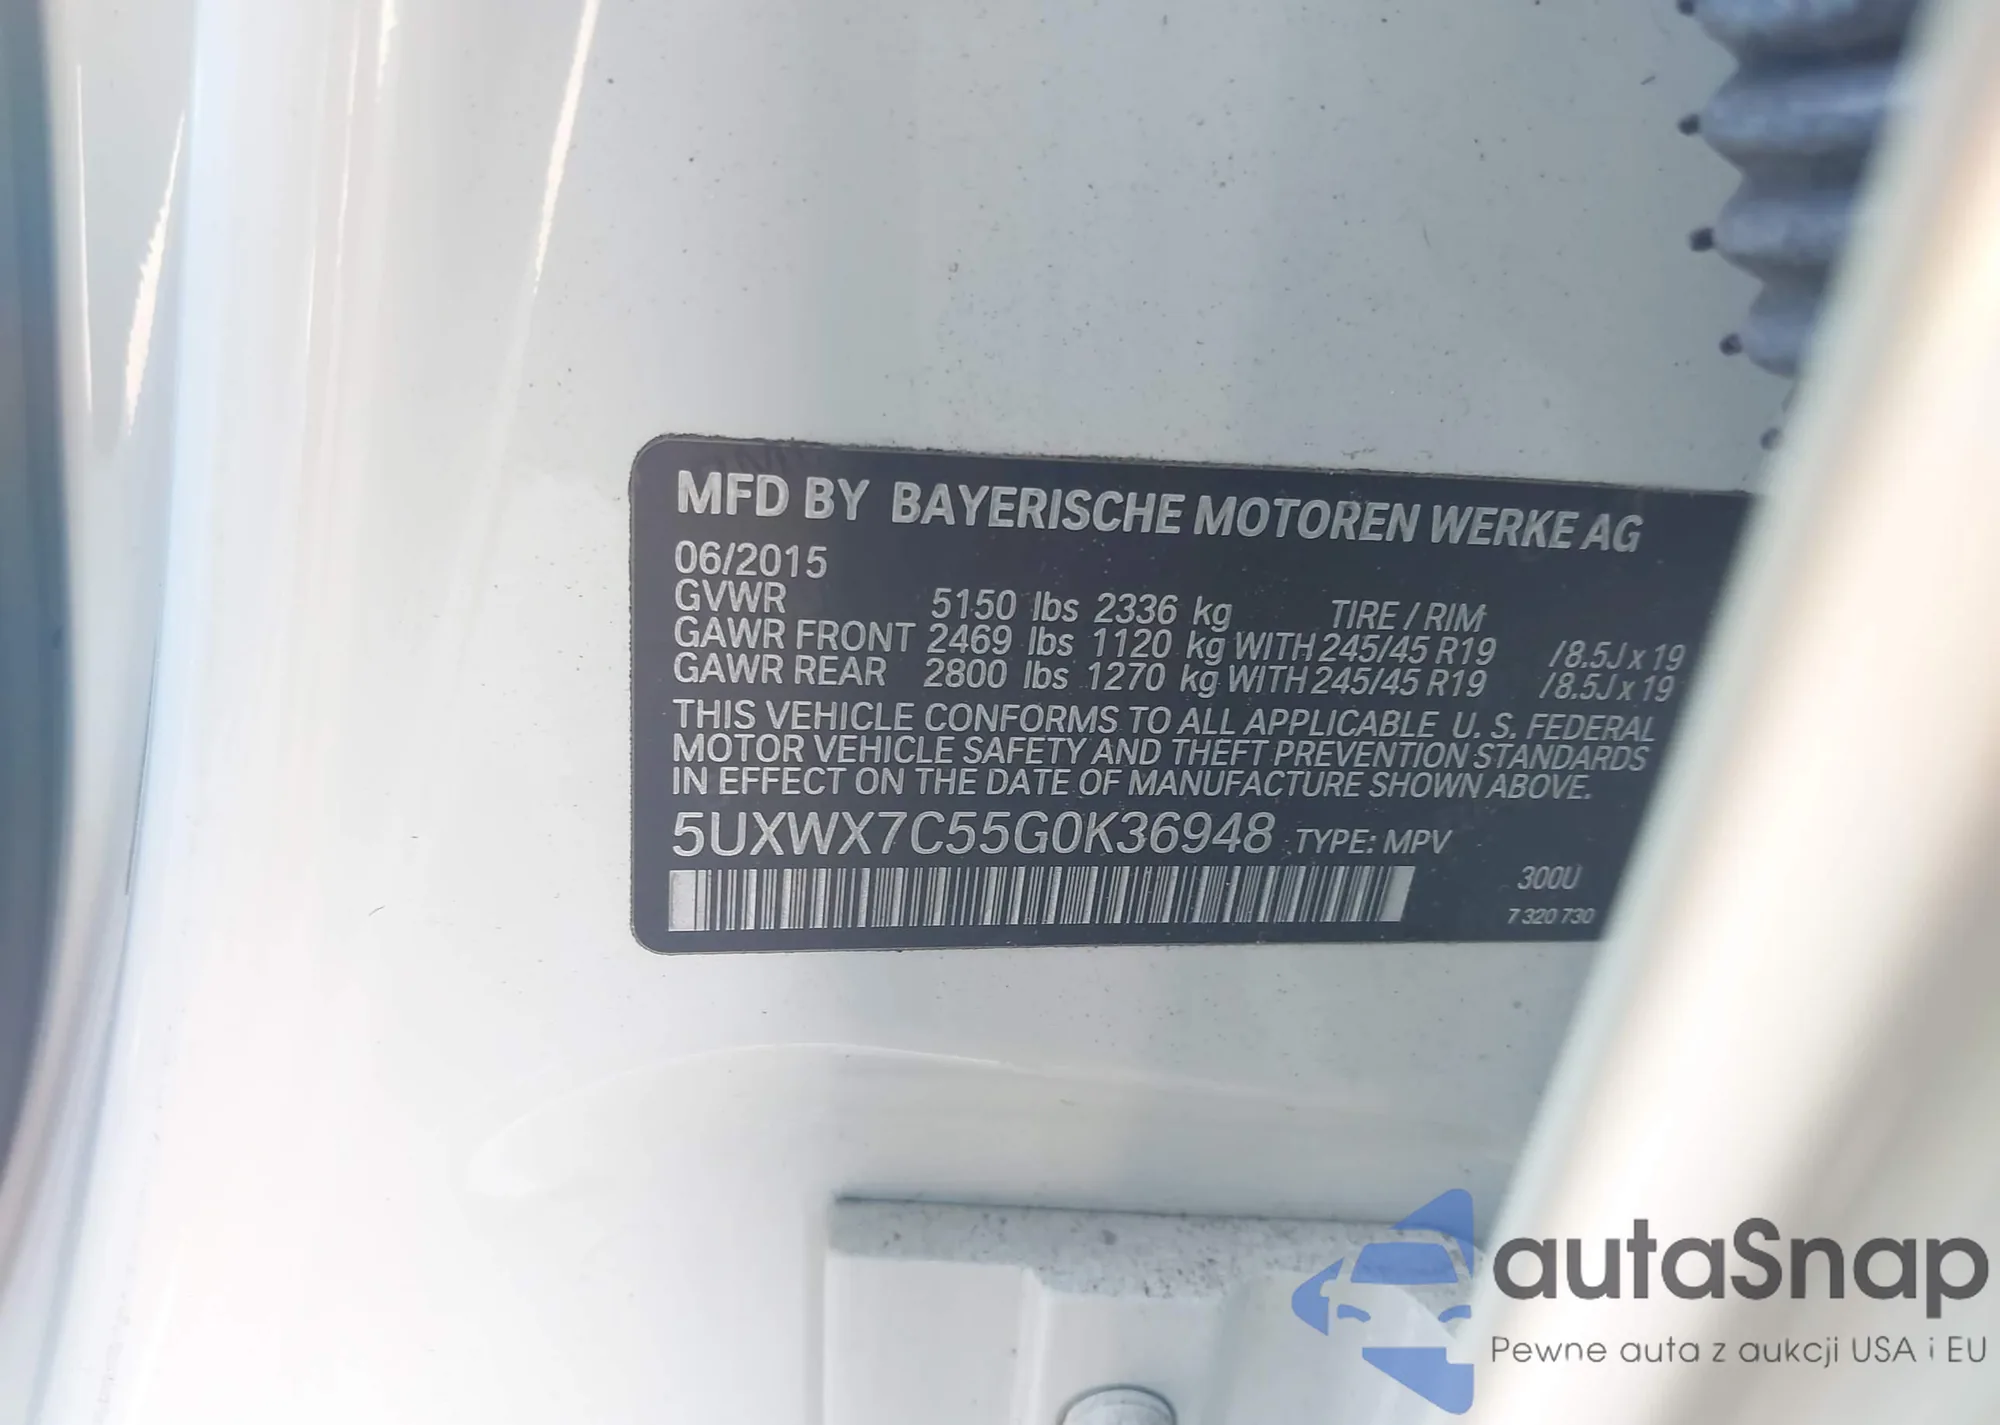 MFD BY BAYERISCHE MOTOREN WERKE AG
06/2015
GVWR 5150 lbs 2336 kg TIRE / RIM
GAWR FRONT 2469 lbs 1120 kg WITH 245/45 R19 /8.5J x 19
GAWR REAR 2800 lbs 1270 kg WITH 245/45 R19 /8.5J x 19
THIS VEHICLE CONFORMS TO ALL APPLICABLE U. S. FEDERAL
MOTOR VEHICLE SAFETY AND THEFT PREVENTION STANDARDS
IN EFFECT ON THE DATE OF MANUFACTURE SHOWN ABOVE.
5UXWX7C55G0K36948 TYPE: MPV
300U
7 320 730
autaSnap
Pewne auta z aukcji USA i EU